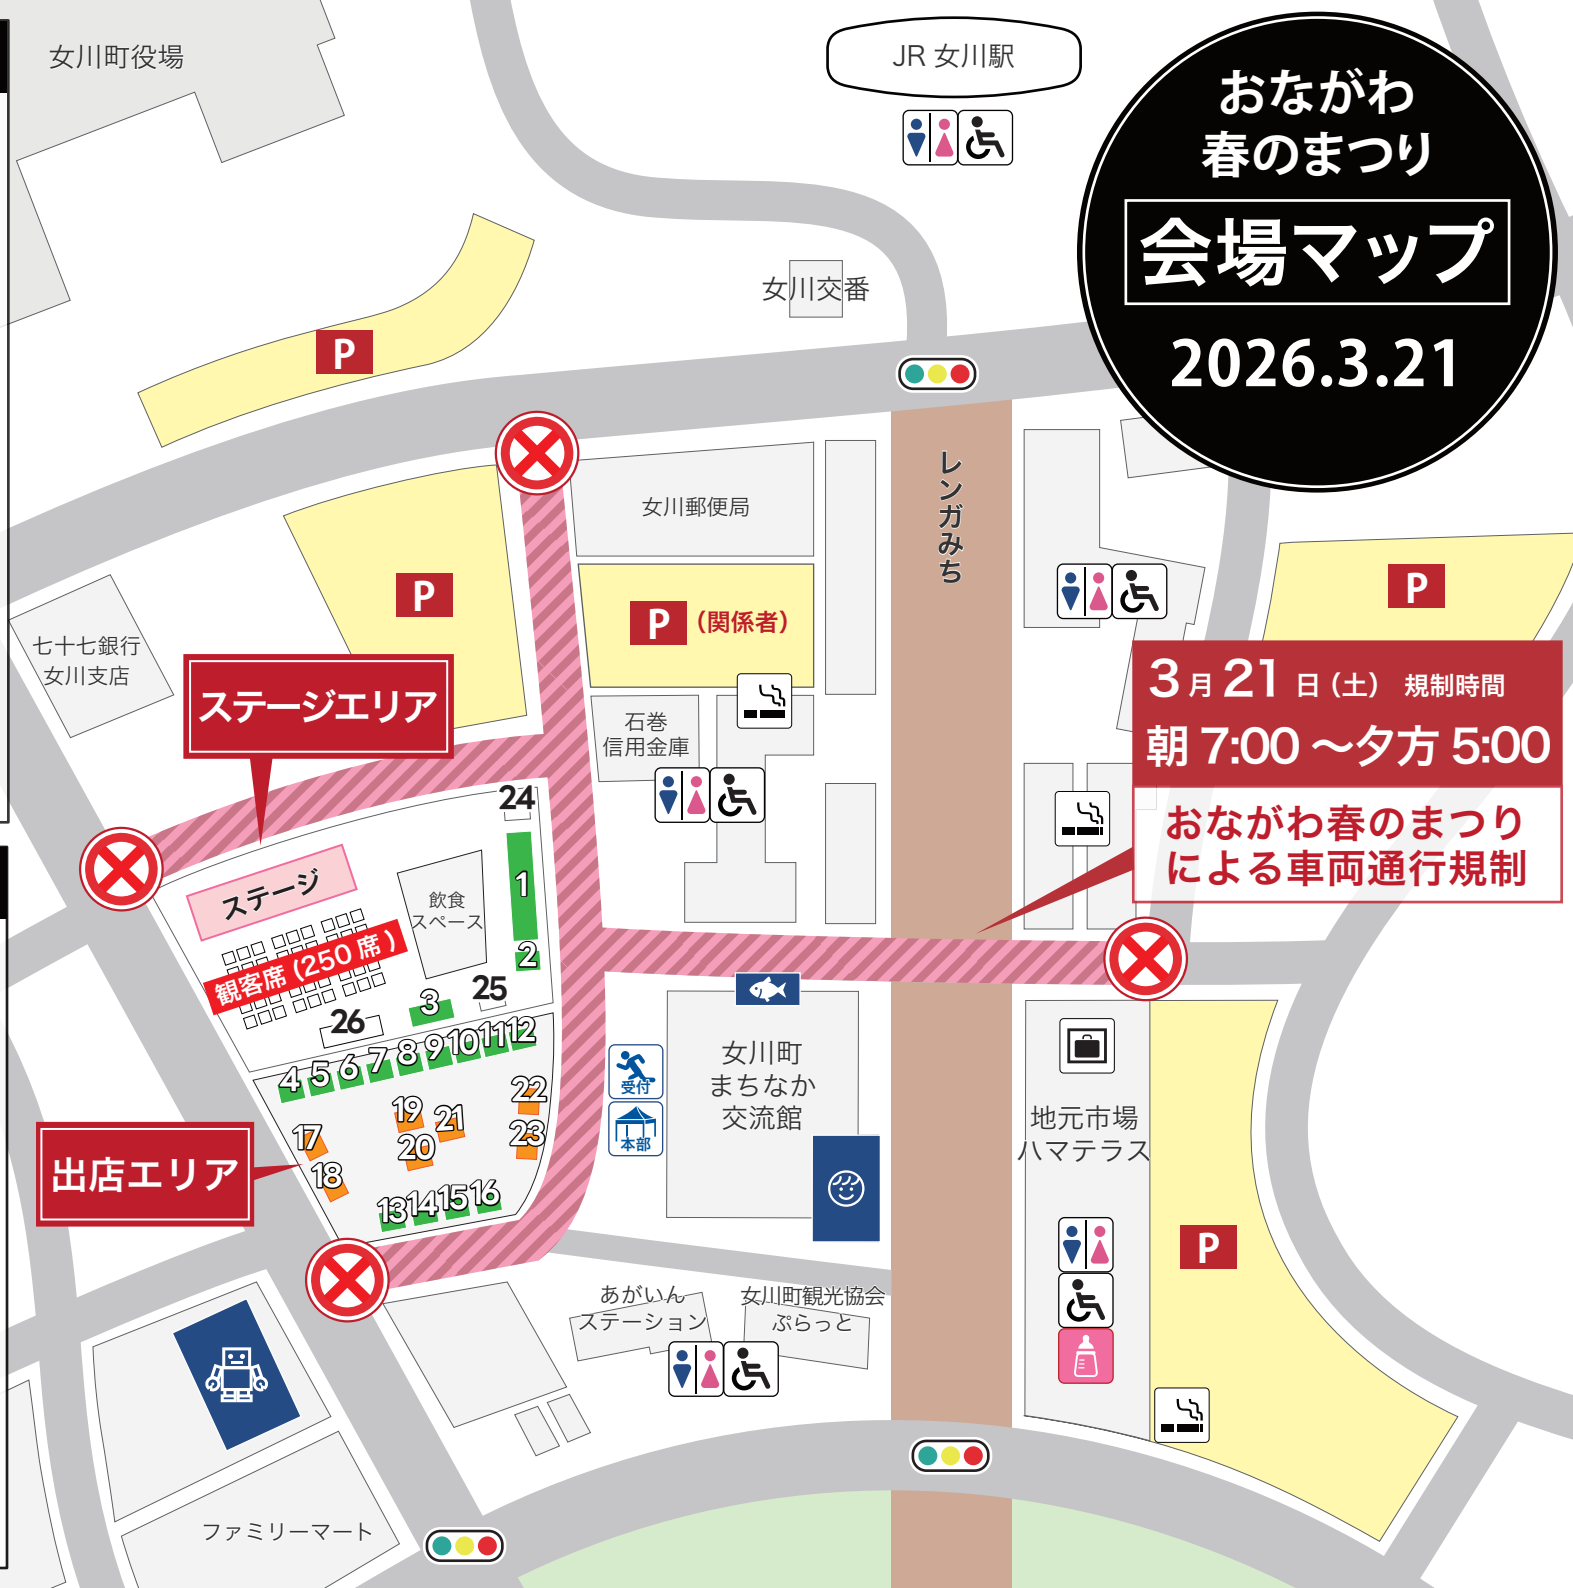 女川町役場
JR 女川駅
おながわ
春のまつり
会場マップ
2026.3.21
女川交番
P
レンガみち
女川郵便局
P
P (関係者)
P
七十七銀行
女川支店
ステージエリア
石巻
信用金庫
3月21日(土) 規制時間
朝 7:00 ～夕方 5:00
おながわ春のまつり
による車両通行規制
24
1
2
ステージ
飲食
スペース
観客席(250 席)
25
3
26
4 5 6 7 8 9 10 11 12
22
19 21
17
20
23
18
13 14 15 16
出店エリア
受付
本部
女川町
まちなか
交流館
地元市場
ハマテラス
P
あがいん
ステーション
女川町観光協会
ぷらっと
ファミリーマート